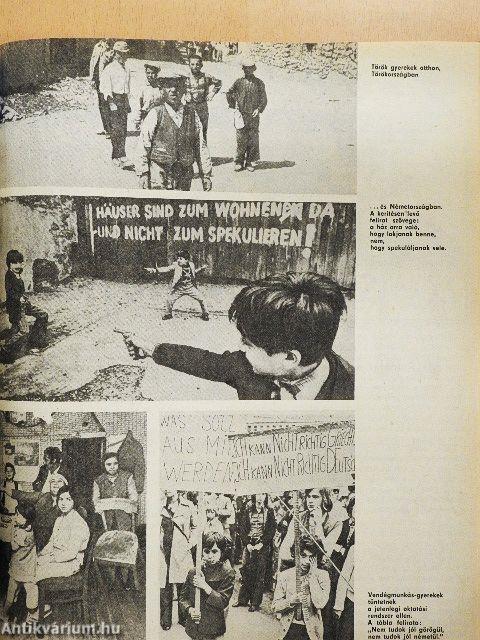 Török gyerekek otthon,
Törökországban
HÄUSER SIND ZUM WOHNEN DA
UND NICHT ZUM SPEKULIEREN!
... és Németországban.
A kerítésen levő
felirat szövege:
a ház arra való,
hogy lakjanak benne,
nem,
hogy spekuláljanak vele.
WAS SOLL
AUS MIR
WERDEN
ICH KANN NICHT RICHTIG
ICH KANN NICHT RICHTIG DEUTSCH
Vendégmunkás-gyerekek
tüntetnek
a jelenlegi oktatási
rendszer ellen.
A tábla felirata:
„Nem tudok jól görögül,
nem tudok jól németül."
Antikvárium.hu